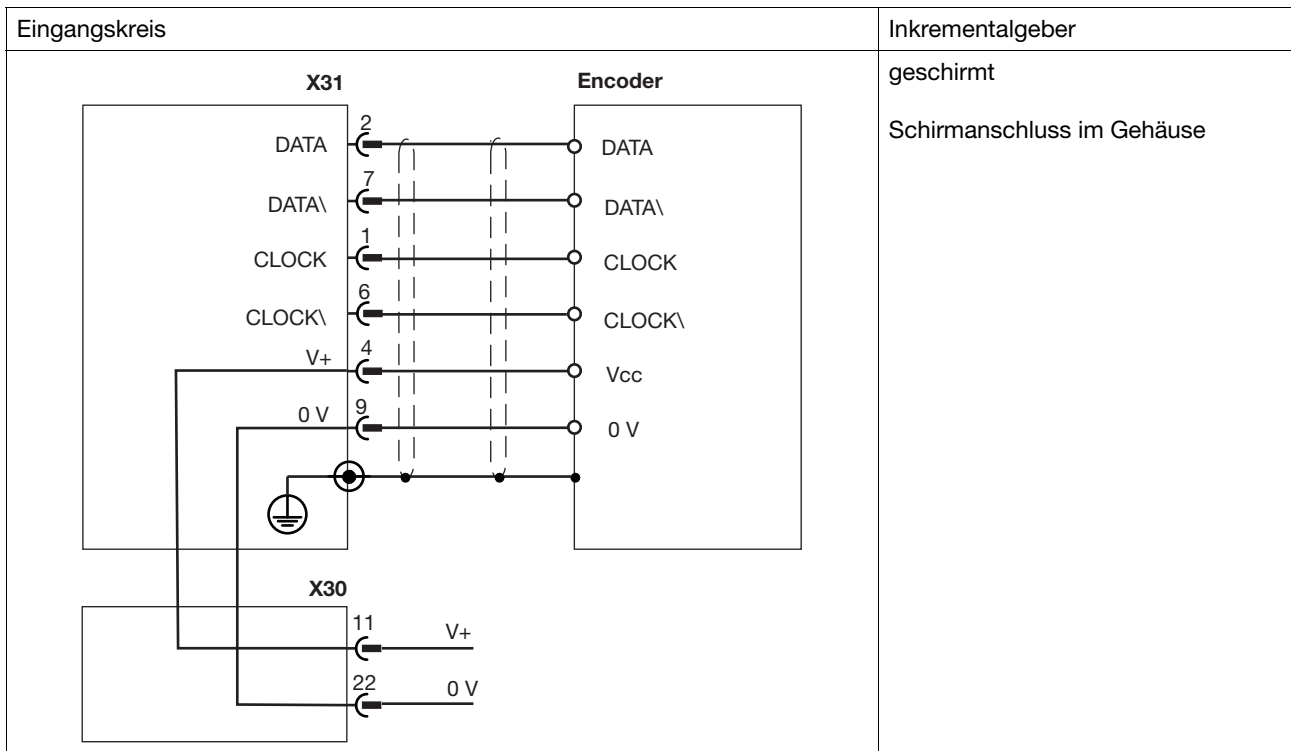 Eingangskreis
Inkrementalgeber
geschirmt
Schirmanschluss im Gehäuse
X31
Encoder
DATA
2
DATA
DATA\
7
DATA\
CLOCK
1
CLOCK
CLOCK\
6
CLOCK\
V+
4
Vcc
0 V
9
0 V
X30
11
V+
22
0 V